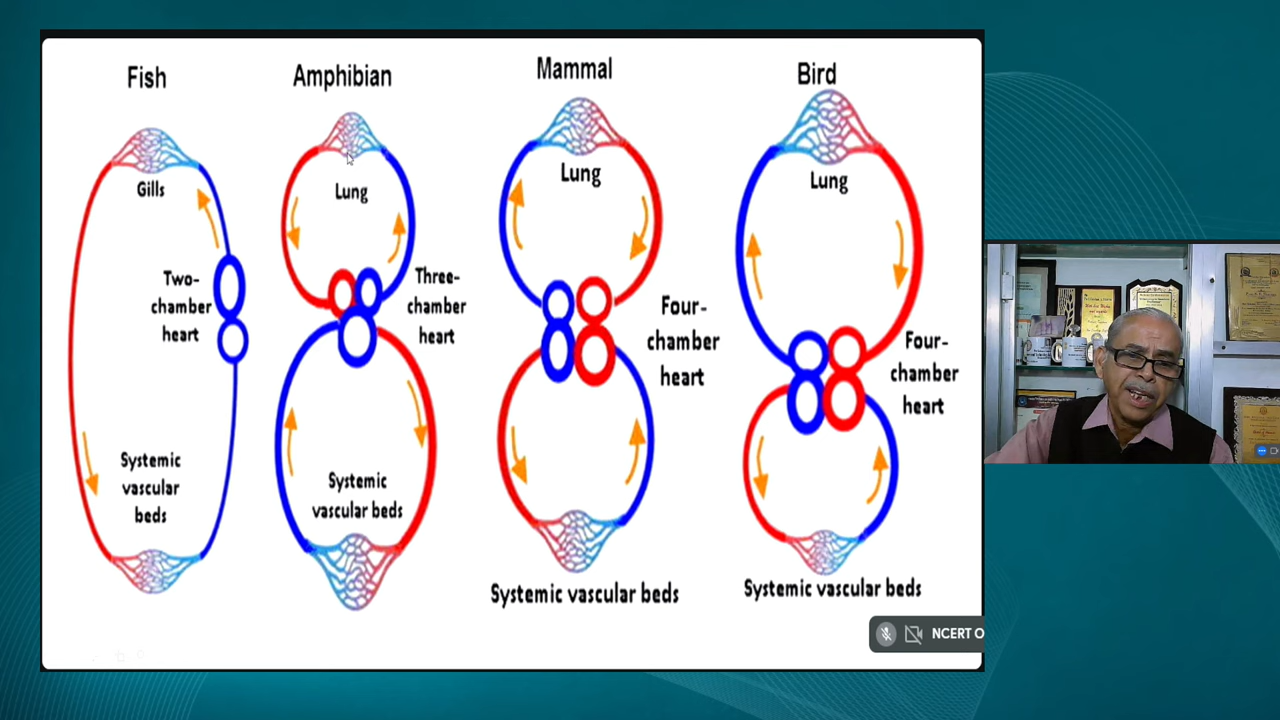 Fish
Amphibian
Mammal
Bird
Gills
Lung
Lung
Lung
Two-
chamber
heart
Three-
chamber
heart
Four-
chamber
heart
Four-
chamber
heart
Systemic
vascular
beds
Systemic
vascular beds
Systemic vascular beds
Systemic vascular beds
NCERT O